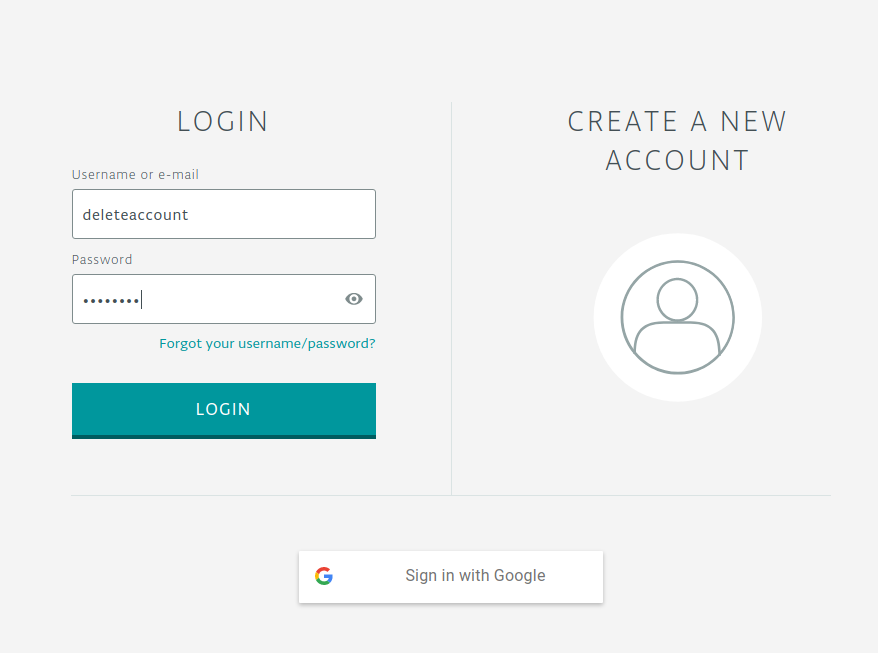 LOGIN
Username or e-mail
deleteaccount
Password
••••••••
Forgot your username/password?
LOGIN
CREATE A NEW
ACCOUNT
Sign in with Google